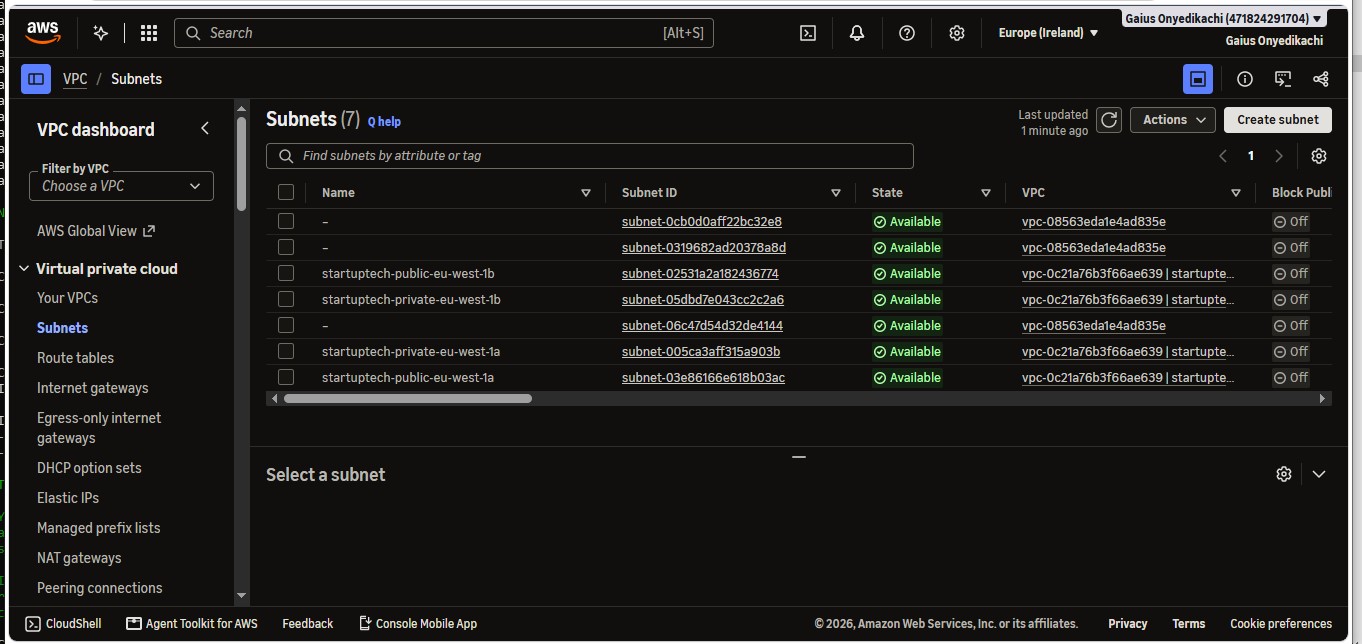 aws
Search [Alt+S]
Europe (Ireland) ▼
Gaius Onyedikachi (471824291704) ▼
Gaius Onyedikachi
VPC / Subnets
VPC dashboard
Filter by VPC
Choose a VPC
AWS Global View
Virtual private cloud
Your VPCs
Subnets
Route tables
Internet gateways
Egress-only internet
gateways
DHCP option sets
Elastic IPs
Managed prefix lists
NAT gateways
Peering connections
Subnets (7) Q help
Last updated
1 minute ago
Actions
Create subnet
Find subnets by attribute or tag
1
Name Subnet ID State VPC Block Publi
– subnet-0cb0d0aff22bc32e8 Available vpc-08563eda1e4ad835e Off
– subnet-0319682ad20378a8d Available vpc-08563eda1e4ad835e Off
startuptech-public-eu-west-1b subnet-02531a2a182436774 Available vpc-0c21a76b3f66ae639 | startupte... Off
startuptech-private-eu-west-1b subnet-05dbd7e043cc2c2a6 Available vpc-0c21a76b3f66ae639 | startupte... Off
– subnet-06c47d54d32de4144 Available vpc-08563eda1e4ad835e Off
startuptech-private-eu-west-1a subnet-005ca3aff315a903b Available vpc-0c21a76b3f66ae639 | startupte... Off
startuptech-public-eu-west-1a subnet-03e86166e618b03ac Available vpc-0c21a76b3f66ae639 | startupte... Off
Select a subnet
CloudShell Agent Toolkit for AWS Feedback Console Mobile App © 2026, Amazon Web Services, Inc. or its affiliates. Privacy Terms Cookie preferences